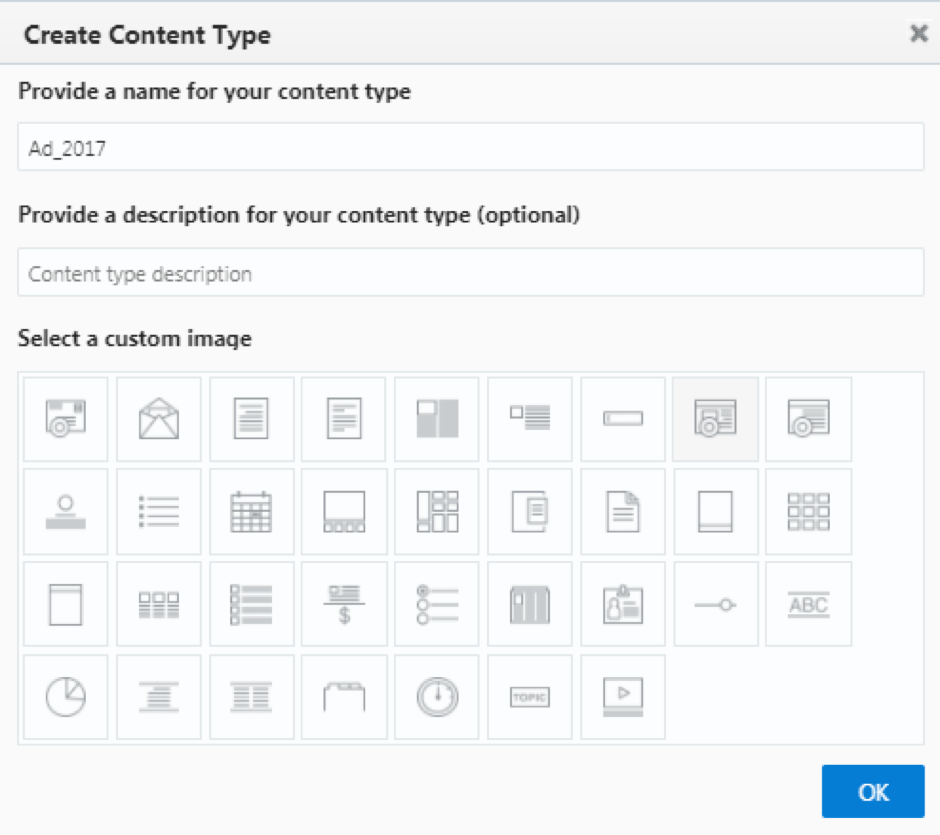 Create Content Type
Provide a name for your content type
Ad_2017
Provide a description for your content type (optional)
Content type description
Select a custom image
$
ABC
TOPIC
OK